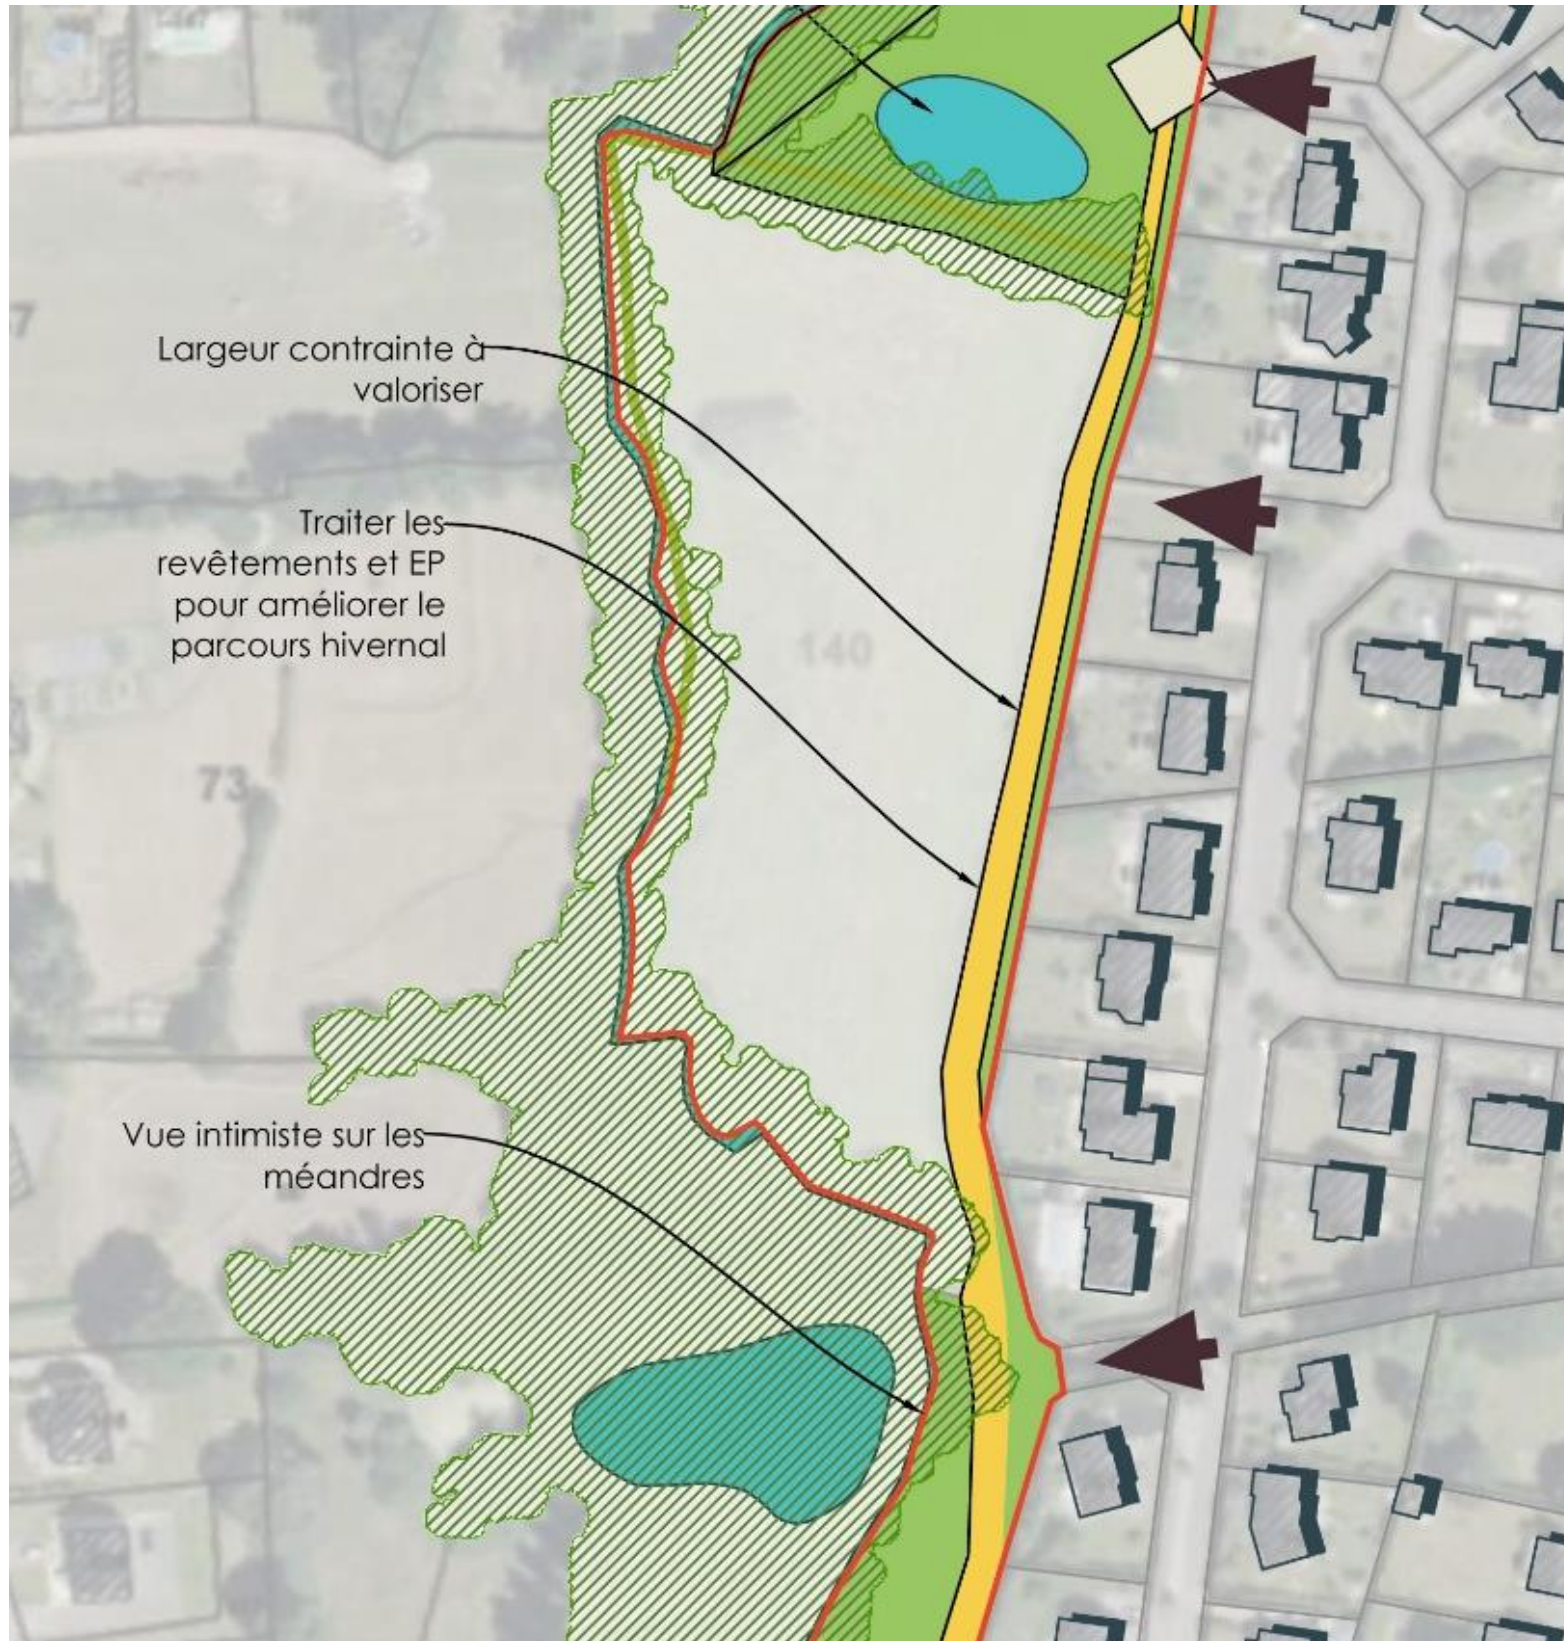 Largeur contrainte à
valoriser
Traiter les
revêtements et EP
pour améliorer le
parcours hivernal
140
73
Vue intimiste sur les
méandres